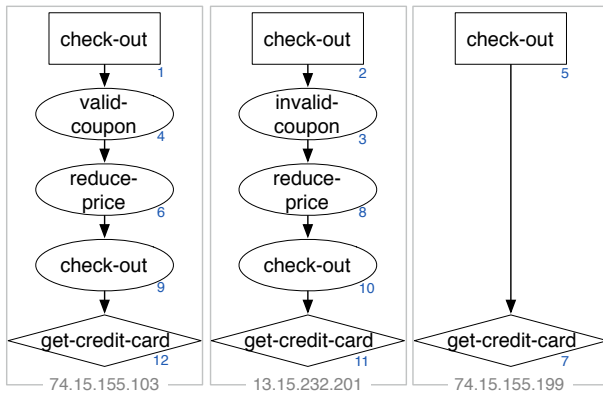 check-out
1
valid-
coupon
4
reduce-
price
6
check-out
9
get-credit-card
12
74.15.155.103
check-out
2
invalid-
coupon
3
reduce-
price
8
check-out
10
get-credit-card
11
13.15.232.201
check-out
5
get-credit-card
7
74.15.155.199